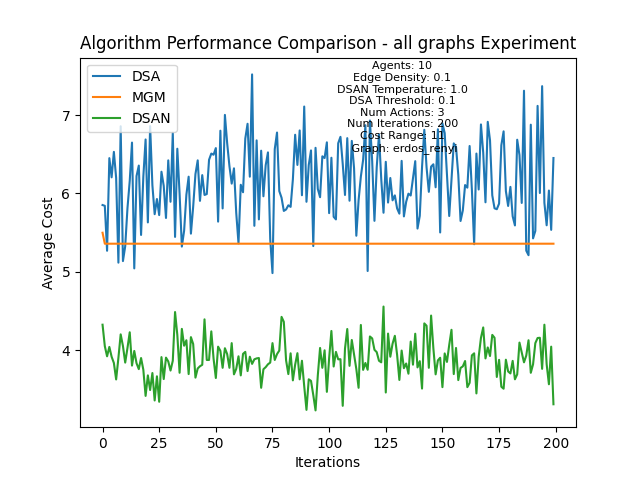 Algorithm Performance Comparison - all graphs Experiment
DSA
MGM
DSAN
Agents: 10
Edge Density: 0.1
DSAN Temperature: 1.0
DSA Threshold: 0.1
Num Actions: 3
Num Iterations: 200
Cost Range: 11
Graph: erdos_renyi
Average Cost
7
6
5
4
0
25
50
75
100
125
150
175
200
Iterations